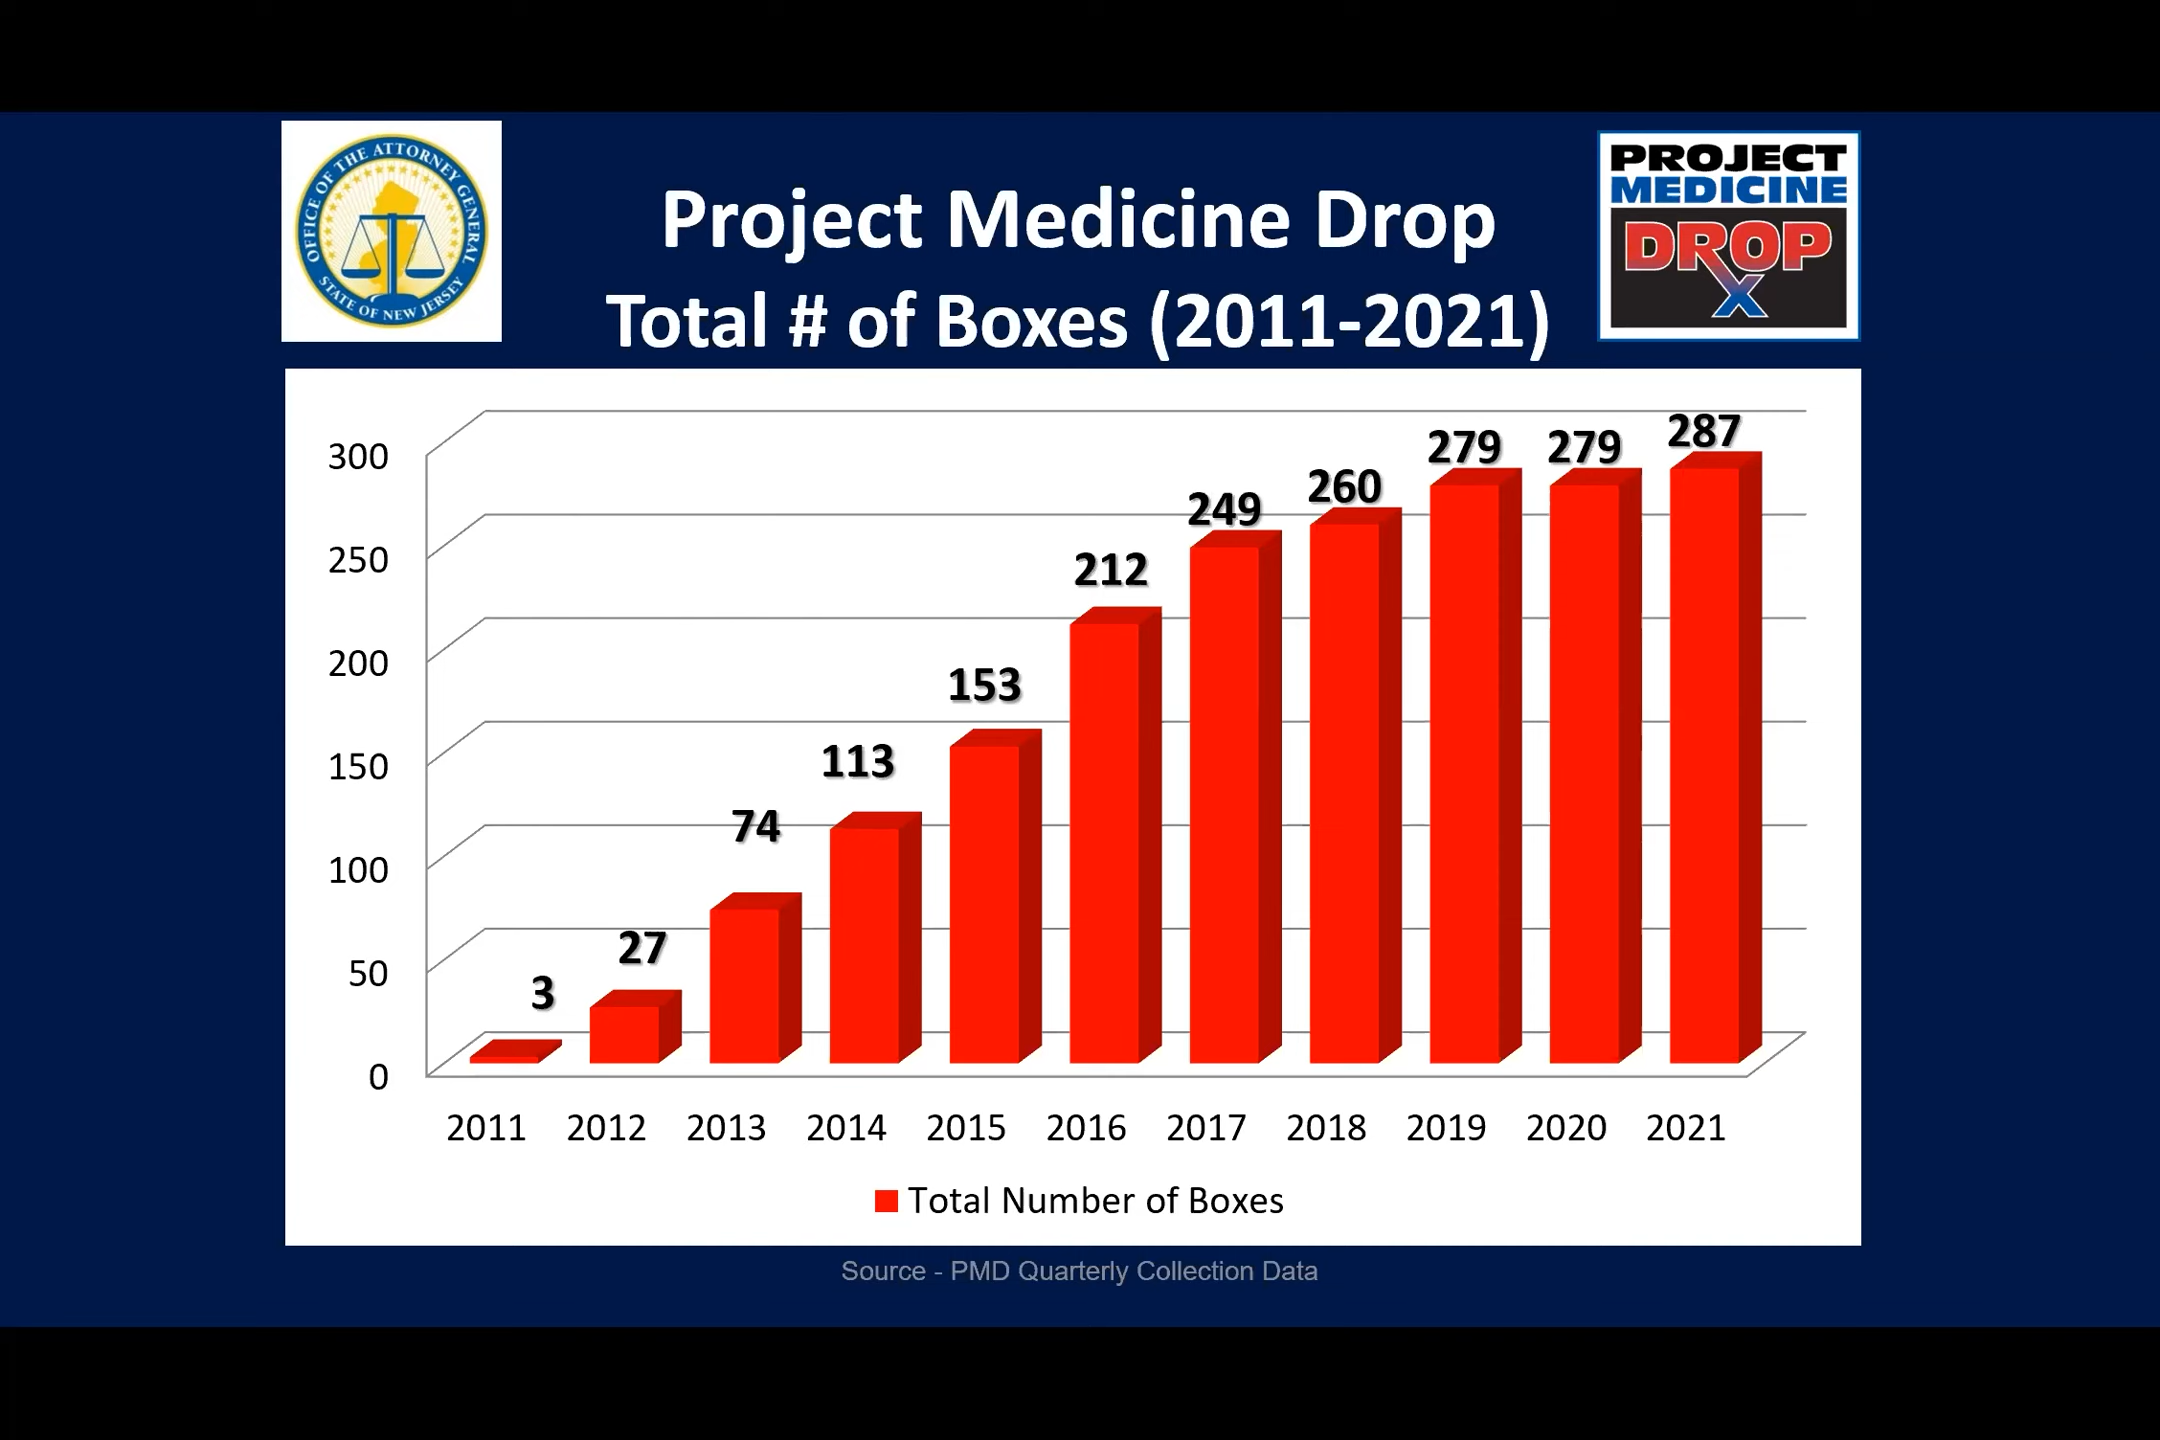 OFFICE OF THE ATTORNEY GENERAL
STATE OF NEW JERSEY
Project Medicine Drop
Total # of Boxes (2011-2021)
PROJECT
MEDICINE
DROP
X
300
250
200
150
100
50
0
3
27
74
113
153
212
249
260
279
279
287
2011 2012 2013 2014 2015 2016 2017 2018 2019 2020 2021
Total Number of Boxes
Source - PMD Quarterly Collection Data